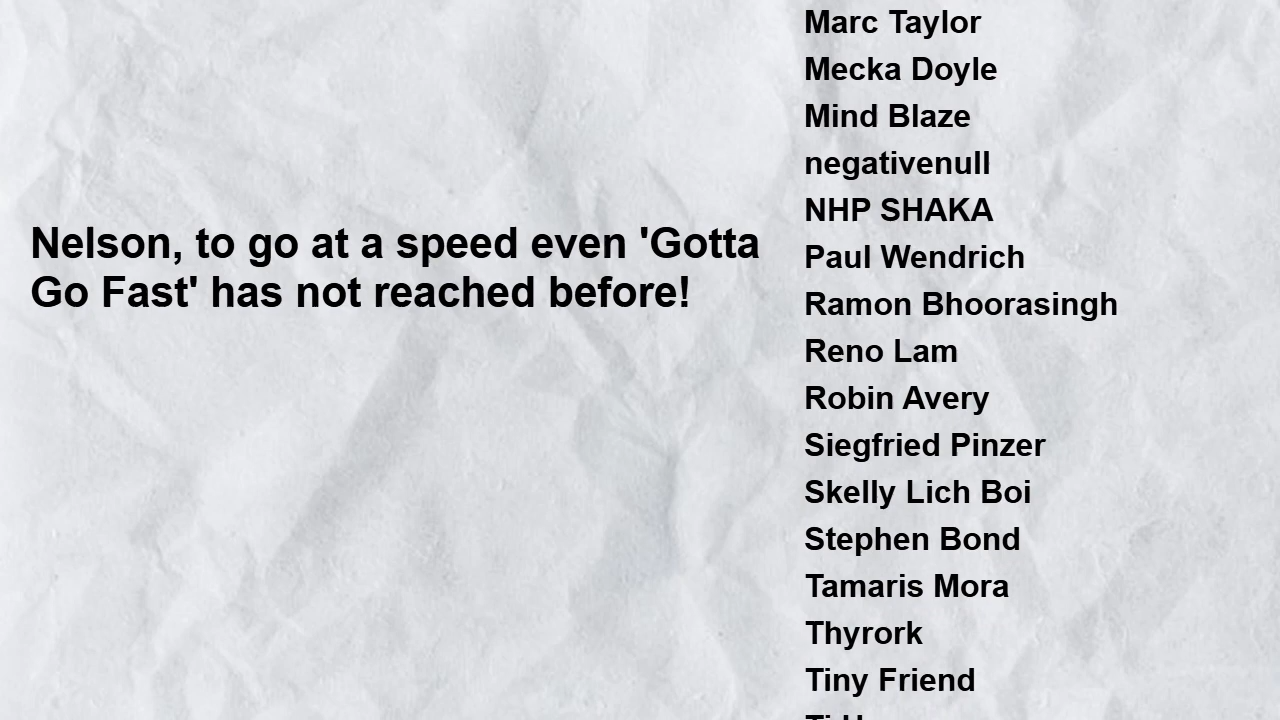 Nelson, to go at a speed even 'Gotta
Go Fast' has not reached before!
Marc Taylor
Mecka Doyle
Mind Blaze
negativenull
NHP SHAKA
Paul Wendrich
Ramon Bhoorasingh
Reno Lam
Robin Avery
Siegfried Pinzer
Skelly Lich Boi
Stephen Bond
Tamaris Mora
Thyrork
Tiny Friend